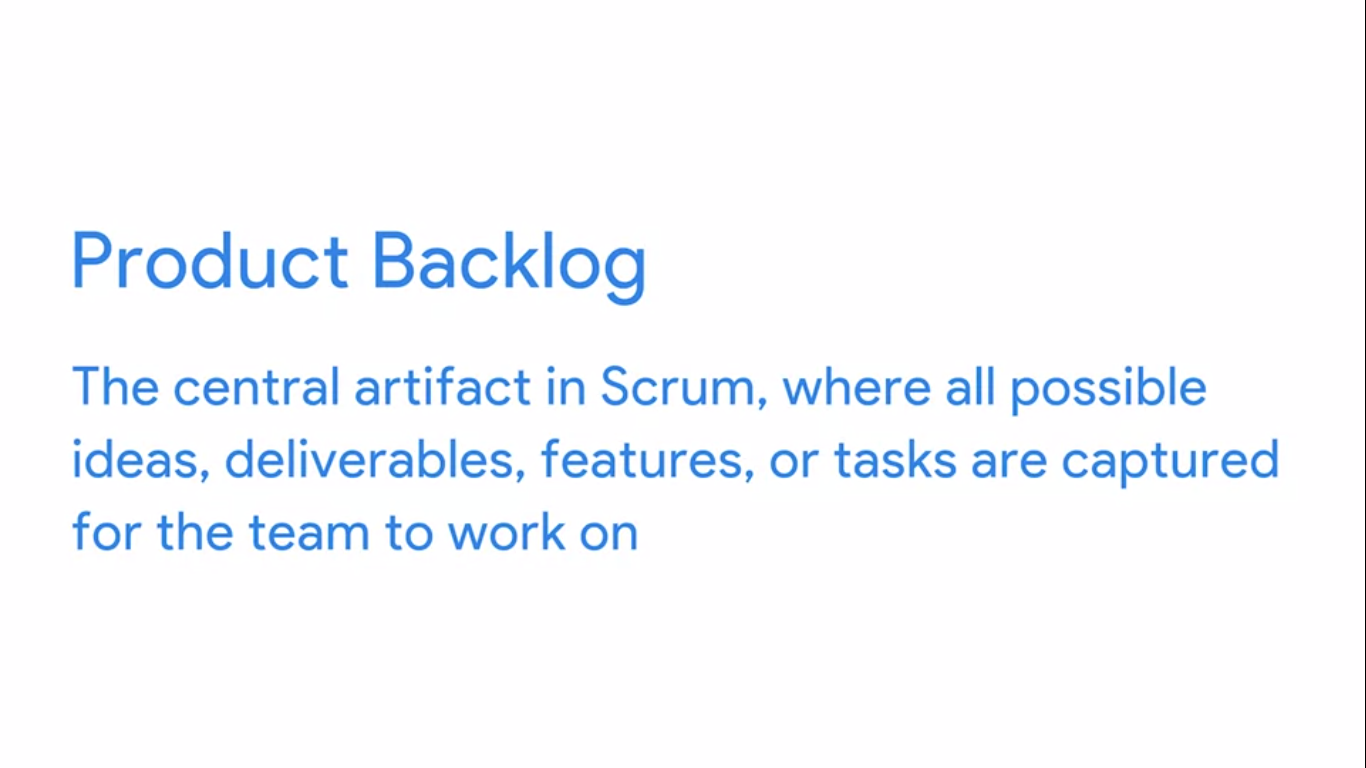 Product Backlog
The central artifact in Scrum, where all possible
ideas, deliverables, features, or tasks are captured
for the team to work on